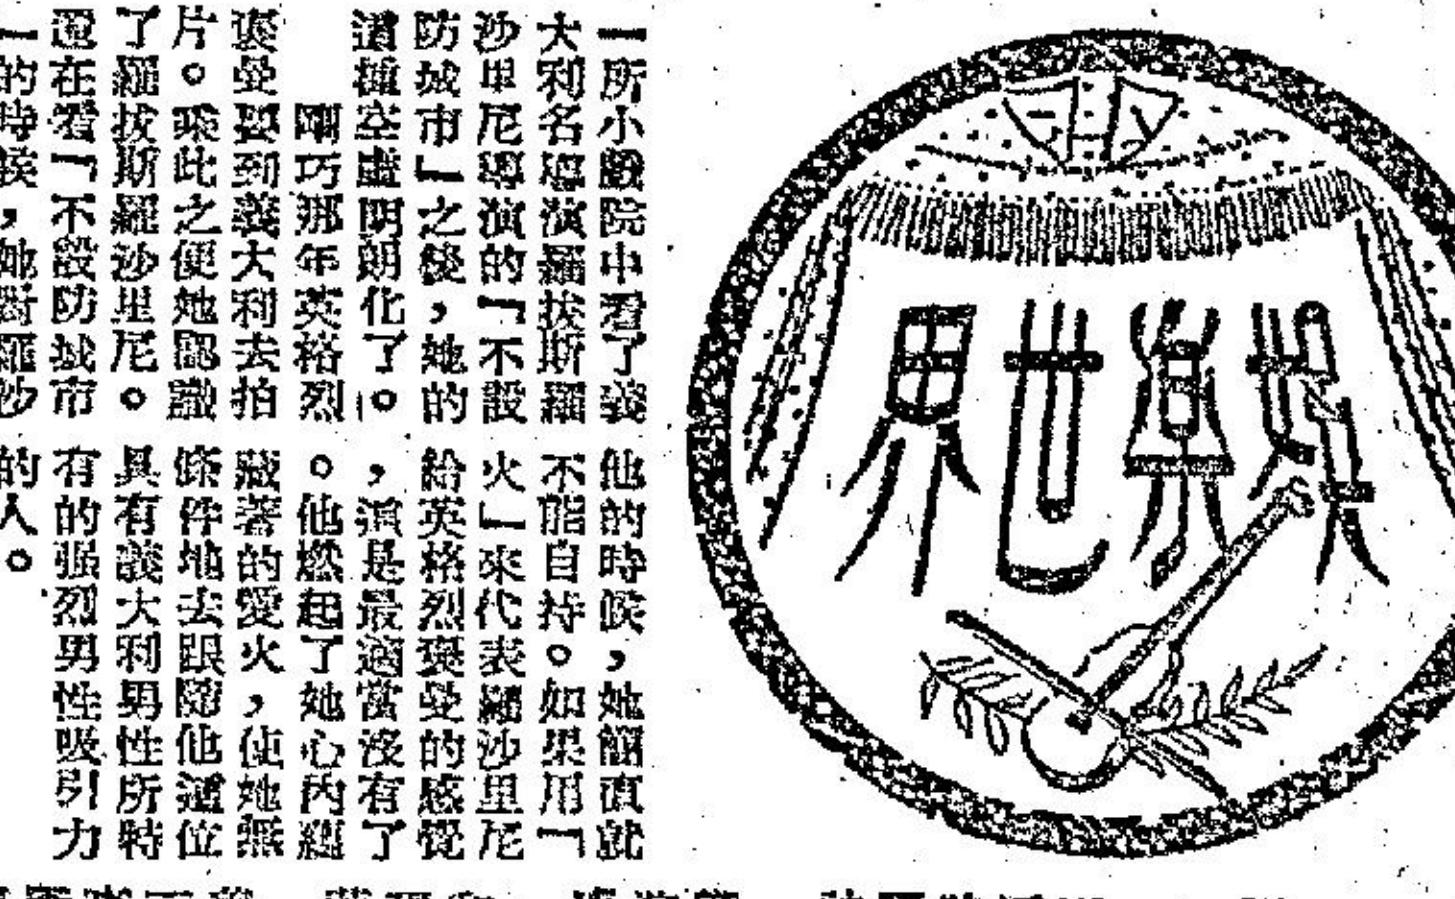 娛樂世界
一所小戲院中看了義
大利名導演羅拔斯羅
沙里尼導演的「不設
防城市」之後，她的
這種空虛明朗化了。
剛巧那年英格烈
褒曼要到義大利去拍
片。乘此之便她認識
了羅拔斯羅沙里尼。
還在看「不設防城市
」的時候，她對羅沙
他的時候，她簡直就
不能自持。如果用「
火」來代表羅沙里尼
給英格烈褒曼的感覺
，滇是最適當沒有了
。他燃起了她心內蘊
藏著的愛火，使她無
條件地去跟隨他這位
具有義大利男性所特
有的强烈男性吸引力
的人。